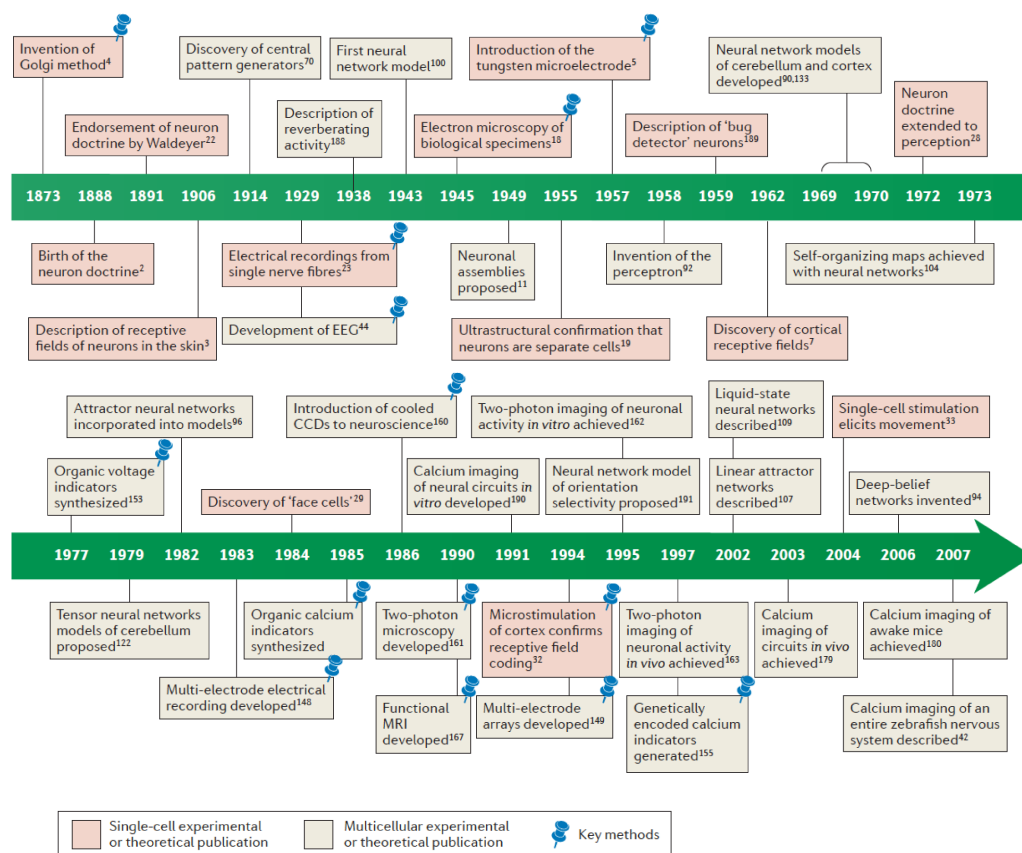 Invention of
Golgi method4
Discovery of central
pattern generators70
First neural
network model100
Introduction of the
tungsten microelectrode5
Neural network models
of cerebellum and cortex
developed90,133
Endorsement of neuron
doctrine by Waldeyer22
Description of
reverberating
activity188
Electron microscopy of
biological specimens18
Description of ‘bug
detector’ neurons189
Neuron
doctrine
extended to
perception28
1873 1888 1891 1906 1914 1929 1938 1943 1945 1949 1955 1957 1958 1959 1962 1969 1970 1972 1973
Birth of the
neuron doctrine2
Electrical recordings from
single nerve fibres23
Neuronal
assemblies
proposed11
Invention of the
perceptron92
Self-organizing maps achieved
with neural networks104
Description of receptive
fields of neurons in the skin3
Development of EEG44
Ultrastructural confirmation that
neurons are separate cells19
Discovery of cortical
receptive fields7
Attractor neural networks
incorporated into models96
Introduction of cooled
CCDs to neuroscience160
Two-photon imaging of neuronal
activity in vitro achieved162
Liquid-state
neural networks
described109
Single-cell stimulation
elicits movement33
Organic voltage
indicators
synthesized153
Discovery of ‘face cells’29
Calcium imaging
of neural circuits in
vitro developed190
Neural network model
of orientation
selectivity proposed191
Linear attractor
networks
described107
Deep-belief
networks invented94
1977 1979 1982 1983 1984 1985 1986 1990 1991 1994 1995 1997 2002 2003 2004 2006 2007
Tensor neural networks
models of cerebellum
proposed122
Organic calcium
indicators
synthesized
Two-photon
microscopy
developed161
Microstimulation
of cortex confirms
receptive field
coding32
Two-photon
imaging of
neuronal activity
in vivo achieved163
Calcium
imaging of
circuits in vivo
achieved179
Calcium imaging of
awake mice
achieved180
Multi-electrode electrical
recording developed148
Functional
MRI
developed167
Multi-electrode
arrays developed149
Genetically
encoded calcium
indicators
generated155
Calcium imaging of an
entire zebrafish nervous
system described42
Single-cell experimental
or theoretical publication
Multicellular experimental
or theoretical publication
Key methods